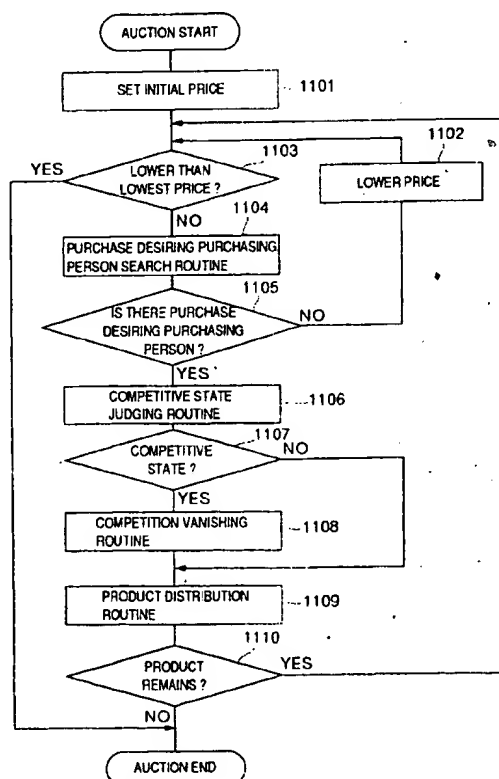 AUCTION START
SET INITIAL PRICE
1101
1102
LOWER PRICE
1103
YES
LOWER THAN
LOWEST PRICE ?
NO
1104
PURCHASE DESIRING PURCHASING
PERSON SEARCH ROUTINE
1105
IS THERE PURCHASE
DESIRING PURCHASING
PERSON ?
NO
YES
COMPETITIVE STATE
JUDGING ROUTINE
1106
1107
COMPETITIVE
STATE ?
NO
YES
COMPETITION VANISHING
ROUTINE
1108
PRODUCT DISTRIBUTION
ROUTINE
1109
1110
PRODUCT
REMAINS ?
YES
NO
AUCTION END